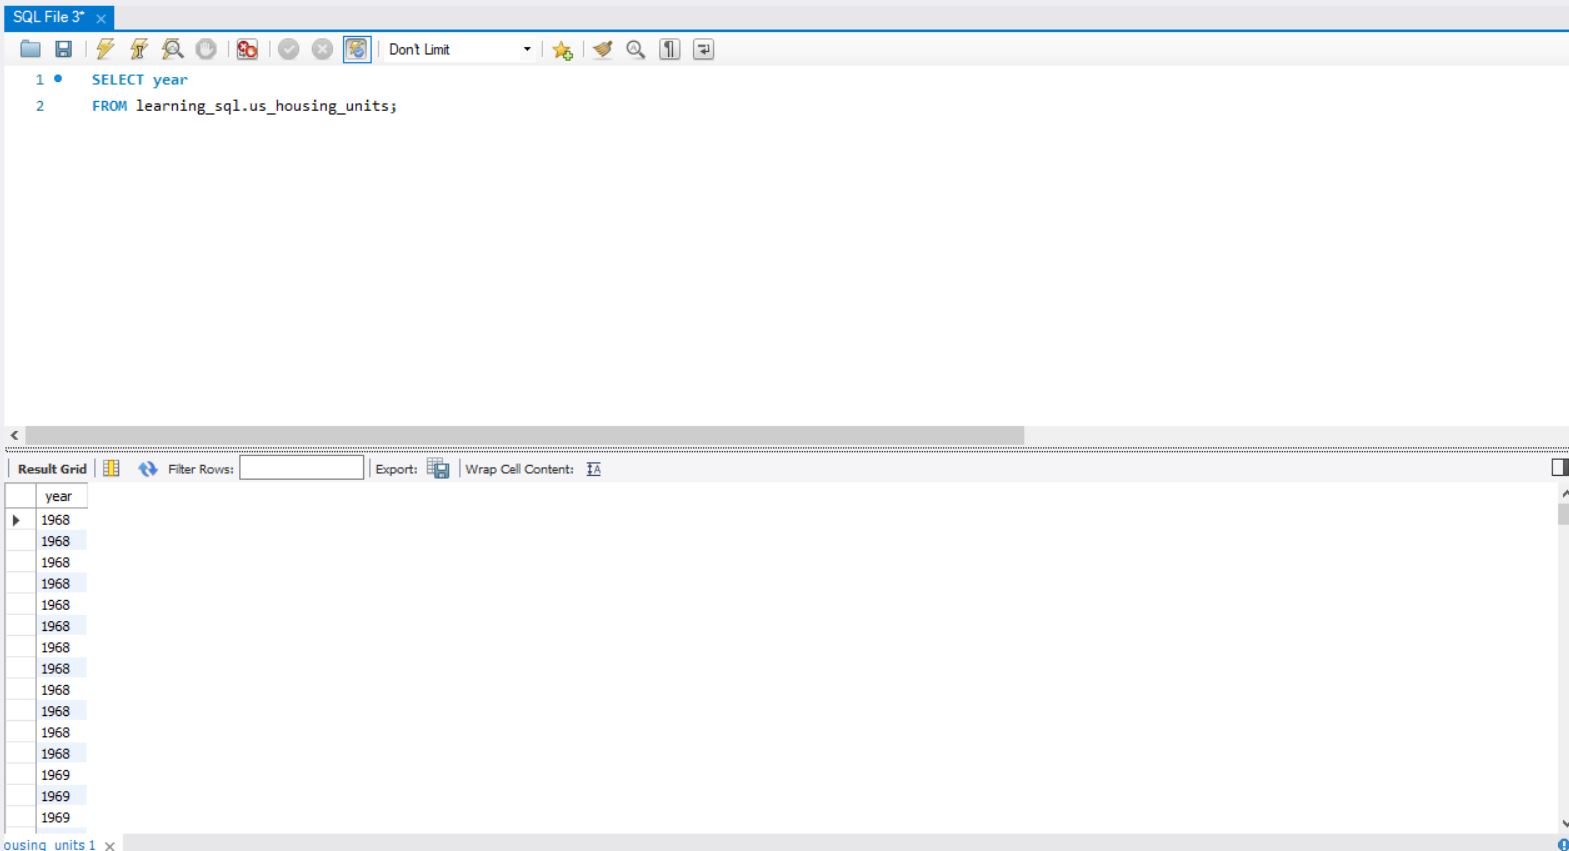 SQL File 3*
Don't Limit
1 SELECT year
2 FROM learning_sql.us_housing_units;
Result Grid Filter Rows: Export: Wrap Cell Content:
year
1968
1968
1968
1968
1968
1968
1968
1968
1968
1968
1968
1968
1969
1969
1969
ousing_units 1